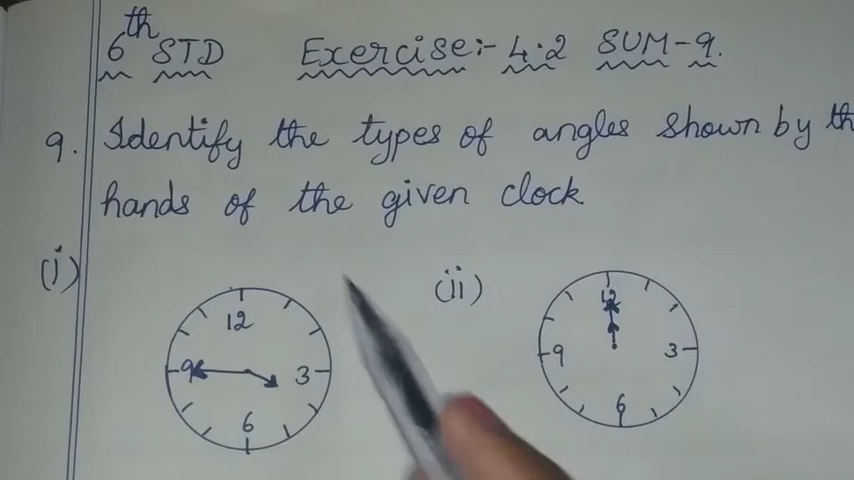 6th STD Exercise:- 4.2 SUM-9.
9. Identify the types of angles shown by th
hands of the given clock
(i)
(ii)
12
9
3
6
12
9
3
6